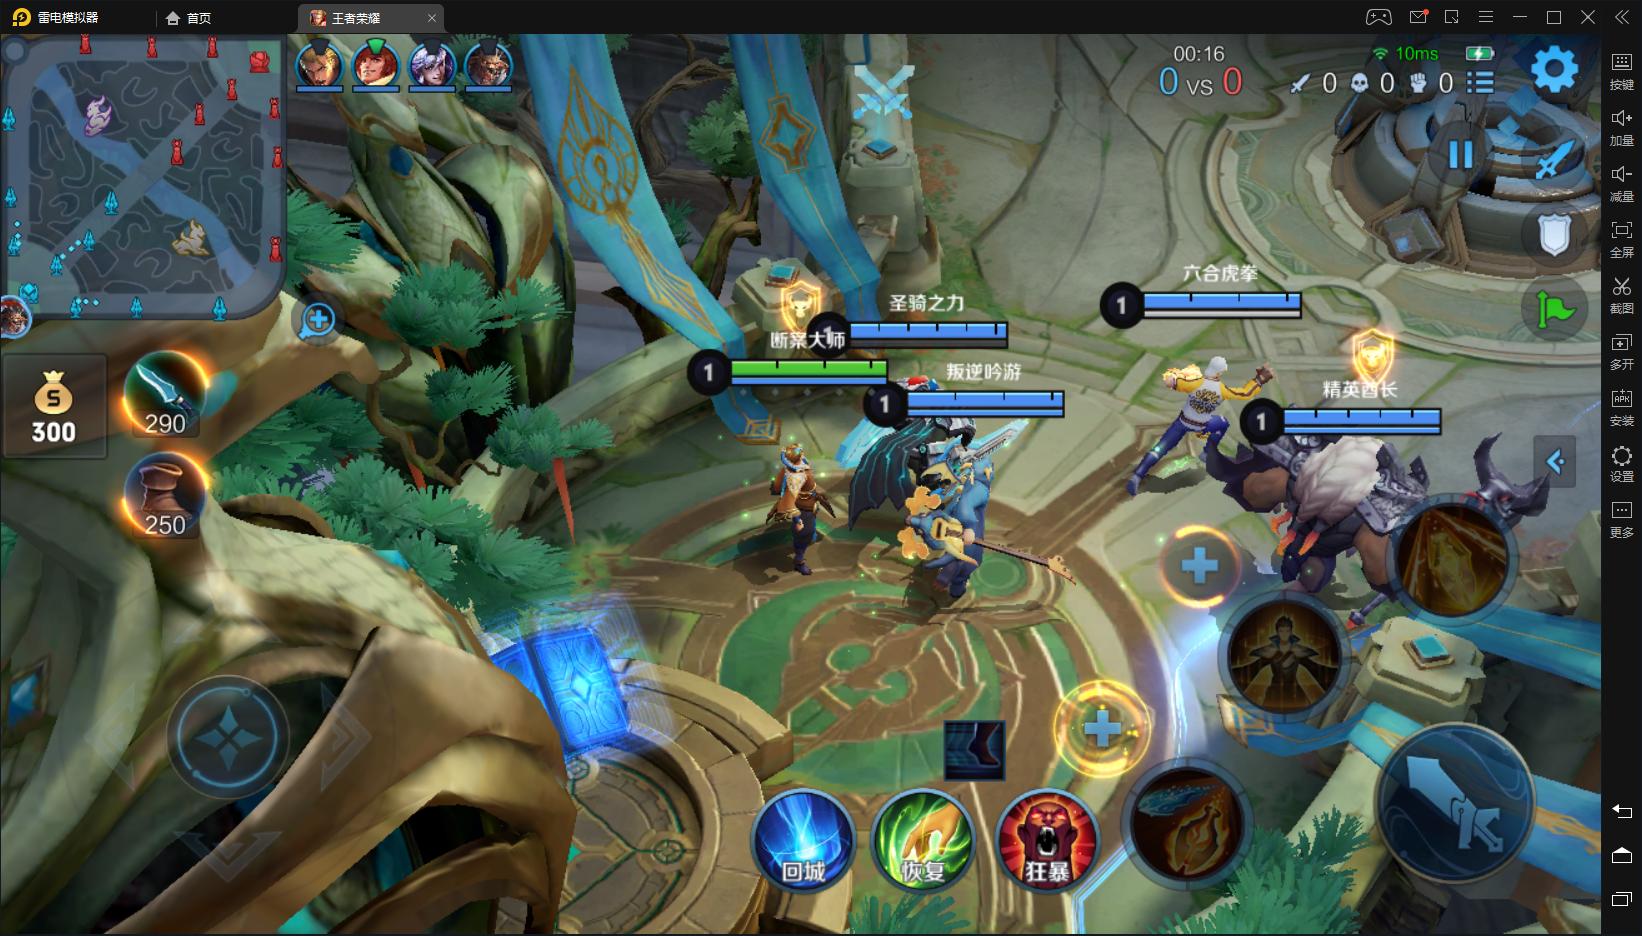 雷电模拟器
首页
王者荣耀
00:16
0 VS 0
0 0 0
10ms
按键
加量
减量
全屏
截图
多开
APK
安装
设置
更多
S
300
290
250
六合虎拳
1
圣骑之力
1
断案大师
1
叛逆吟游
1
精英酋长
1
回城
恢复
狂暴